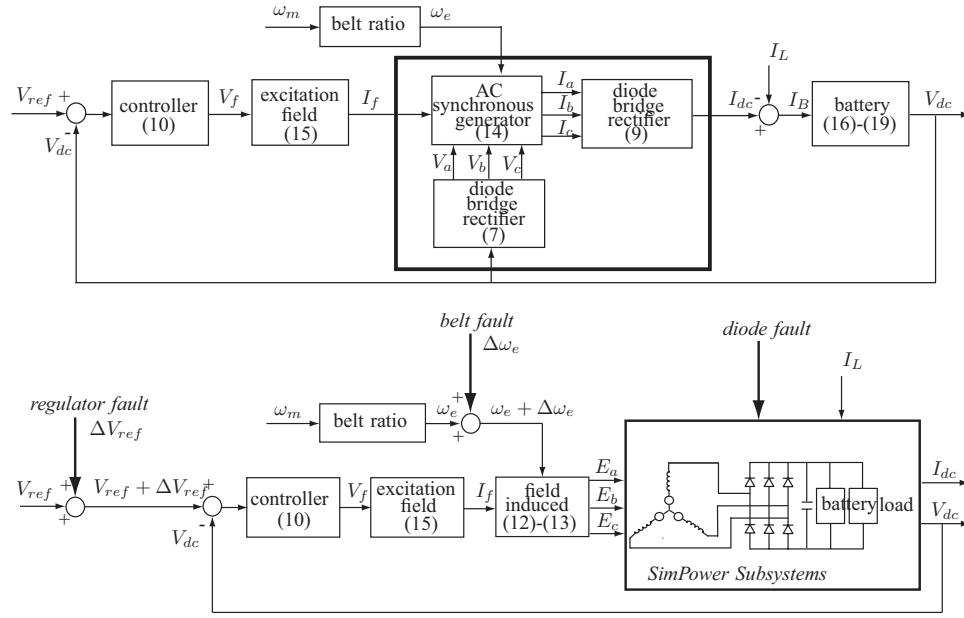 ω_m
belt ratio
ω_e
V_ref +
-
V_dc
controller
(10)
V_f
excitation
field
(15)
I_f
AC
synchronous
generator
(14)
I_a
I_b
I_c
diode
bridge
rectifier
(9)
V_a
V_b
V_c
diode
bridge
rectifier
(7)
I_dc
-
+
I_L
I_B
battery
(16)-(19)
V_dc
belt fault
Δω_e
diode fault
regulator fault
ΔV_ref
ω_m
belt ratio
ω_e
+
+
ω_e + Δω_e
I_L
V_ref
+
+
V_ref + ΔV_ref
+
-
V_dc
controller
(10)
V_f
excitation
field
(15)
I_f
field
induced
(12)-(13)
E_a
E_b
E_c
battery
load
SimPower Subsystems
I_dc
V_dc